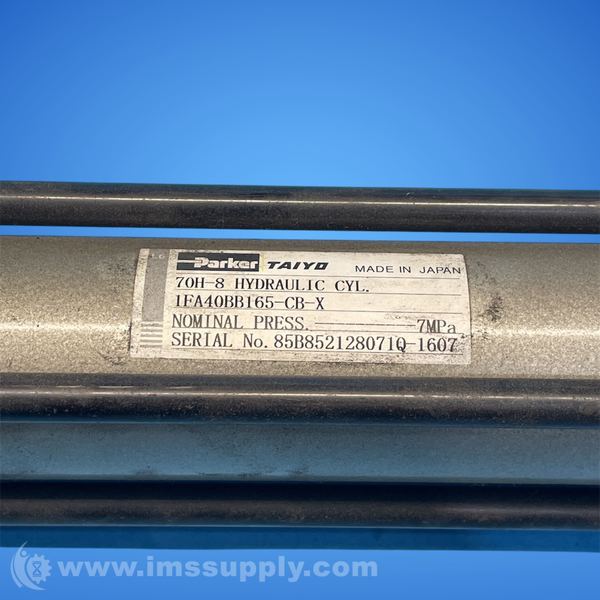 LG
Parker TAIYO MADE IN JAPAN
70H-8 HYDRAULIC CYL.
1FA40BB165-CB-X
NOMINAL PRESS. 7MPa
SERIAL No. 85B852128071Q-1607
www.imssupply.com